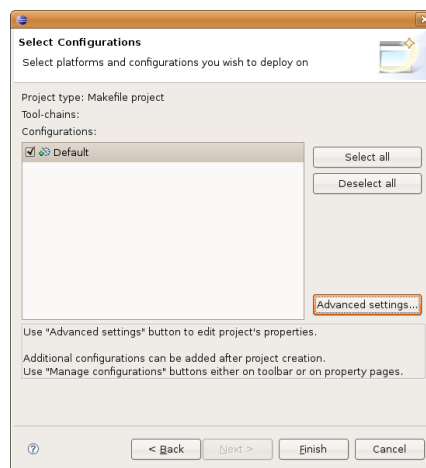 Select Configurations
Select platforms and configurations you wish to deploy on
Project type: Makefile project
Tool-chains:
Configurations:
Default
Select all
Deselect all
Advanced settings...
Use "Advanced settings" button to edit project's properties.
Additional configurations can be added after project creation.
Use "Manage configurations" buttons either on toolbar or on property pages.
< Back
Next >
Finish
Cancel